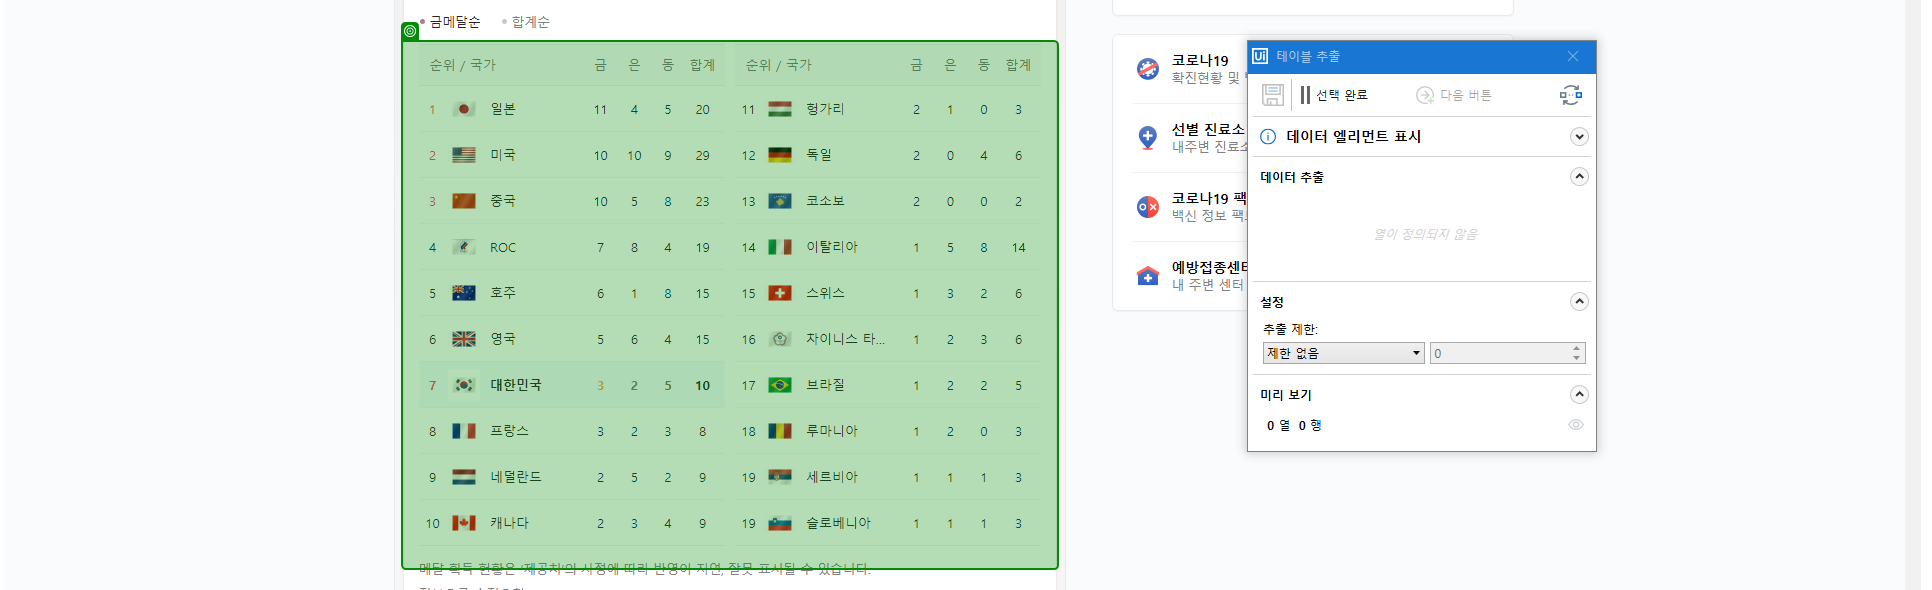 금메달순 합계순
순위 / 국가 금 은 동 합계
1 일본 11 4 5 20
2 미국 10 10 9 29
3 중국 10 5 8 23
4 ROC 7 8 4 19
5 호주 6 1 8 15
6 영국 5 6 4 15
7 대한민국 3 2 5 10
8 프랑스 3 2 3 8
9 네덜란드 2 5 2 9
10 캐나다 2 3 4 9
순위 / 국가 금 은 동 합계
11 헝가리 2 1 0 3
12 독일 2 0 4 6
13 코소보 2 0 0 2
14 이탈리아 1 5 8 14
15 스위스 1 3 2 6
16 차이니스 타... 1 2 3 6
17 브라질 1 2 2 5
18 루마니아 1 2 0 3
19 세르비아 1 1 1 3
19 슬로베니아 1 1 1 3
메달 획득 현황은 '제공처'의 사정에 따라 반영이 지연, 잘못 표시될 수 있습니다.
코로나19
확진현황 및
선별 진료소
내주변 진료소
코로나19 팩
백신 정보 팩트
예방접종센터
내 주변 센터
Ui 테이블 추출
선택 완료 다음 버튼
데이터 엘리먼트 표시
데이터 추출
열이 정의되지 않음
설정
추출 제한:
제한 없음 0
미리 보기
0 열 0 행